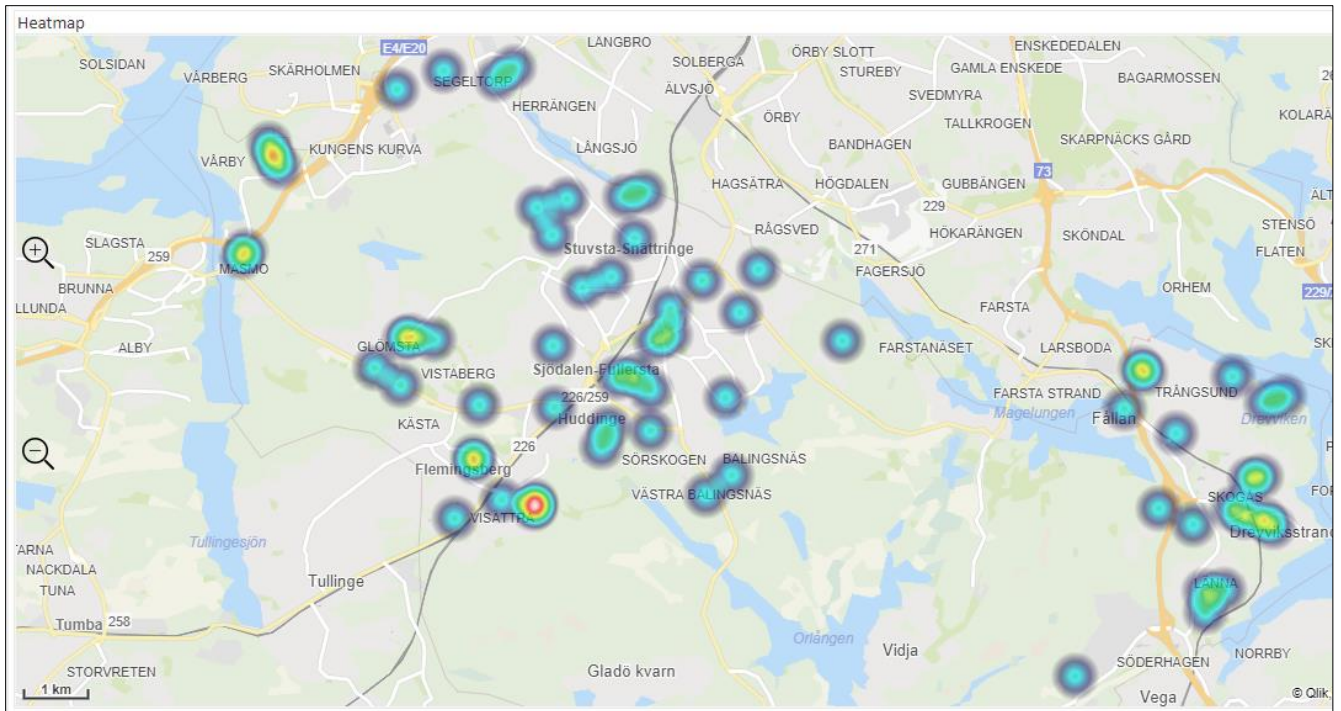 Heatmap
E4/E20
LÅNGBRO
SOLBERGA
ÖRBY SLOTT
ENSKEDEDALEN
SOLSIDAN
VÅRBERG
SKÄRHOLMEN
SEGELTORP
ÄLVSJÖ
STUREBY
GAMLA ENSKEDE
BAGARMOSSEN
26
HERRÄNGEN
SVEDMYRA
ÖRBY
TALLKROGEN
KOLARÄ
VÅRBY
KUNGENS KURVA
LÅNGSJÖ
BANDHAGEN
SKARPNÄCKS GÅRD
73
HAGSÄTRA
HÖGDALEN
GUBBÄNGEN
ÄLT
229
STENSÖ
SLAGSTA
259
MASMO
Stuvsta-Snättringe
RÅGSVED
271
HÖKARÄNGEN
SKÖNDAL
FLATEN
BRUNNA
FAGERSJÖ
ORHEM
229/
LLUNDA
FARSTA
ALBY
GLÖMSTA
FARSTANÄSET
LARSBODA
SK
VISTABERG
Sjödalen-Fullersta
FARSTA STRAND
TRÅNGSUND
226/259
Magelungen
Drevviken
KÄSTA
Huddinge
Fållan
226
Flemingsberg
SÖRSKOGEN
BALINGSNÄS
VÄSTRA BALINGSNÄS
SKOGÅS
FOR
VISÄTTRA
Drevviksstrand
Tullingesjön
TARNA
NACKDALA
TUNA
Tullinge
LÄNNA
Tumba
258
Orlången
Vidja
NORRBY
STORVRETEN
Gladö kvarn
SÖDERHAGEN
1 km
Vega
© Qlik,